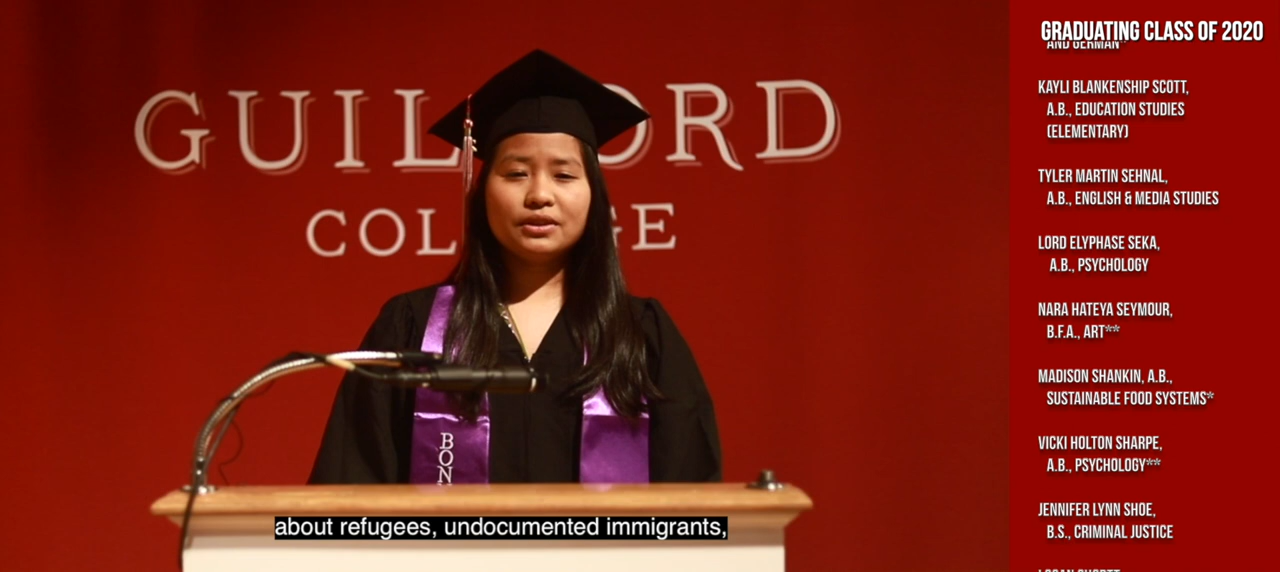 GUILFORD
COLLEGE
BON
about refugees, undocumented immigrants,
GRADUATING CLASS OF 2020
AND GERMAN*
KAYLI BLANKENSHIP SCOTT,
A.B., EDUCATION STUDIES
(ELEMENTARY)
TYLER MARTIN SEHNAL,
A.B., ENGLISH & MEDIA STUDIES
LORD ELYPHASE SEKA,
A.B., PSYCHOLOGY
NARA HATEYA SEYMOUR,
B.F.A., ART**
MADISON SHANKIN, A.B.,
SUSTAINABLE FOOD SYSTEMS*
VICKI HOLTON SHARPE,
A.B., PSYCHOLOGY**
JENNIFER LYNN SHOE,
B.S., CRIMINAL JUSTICE